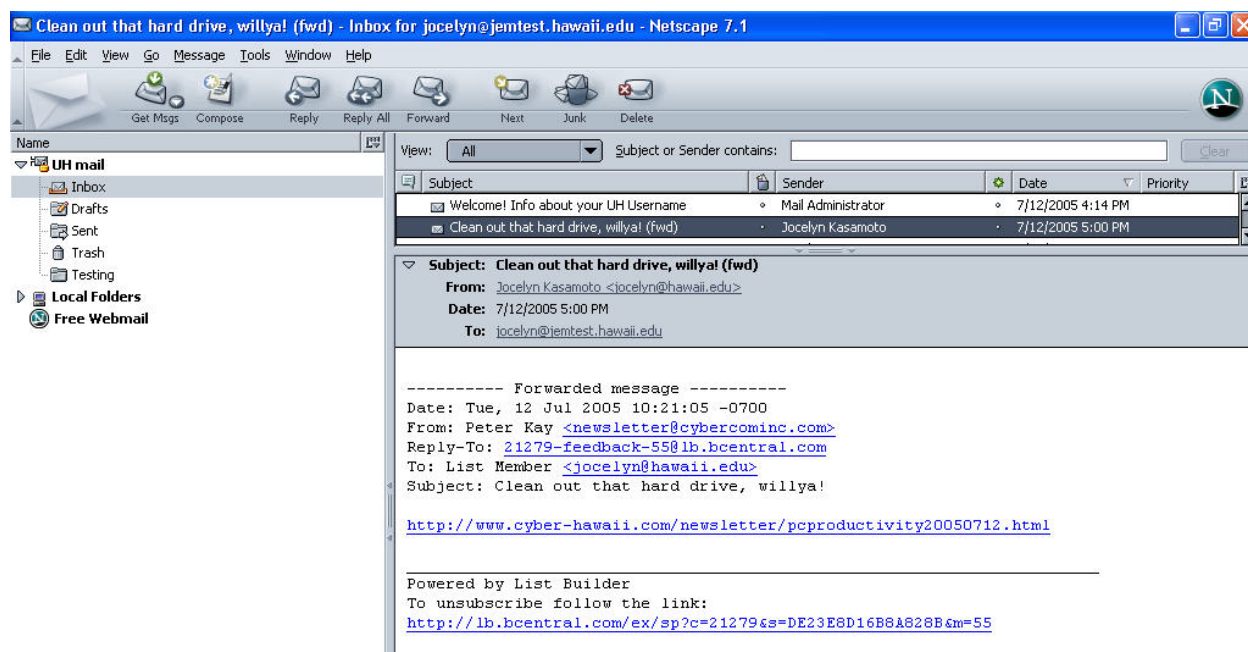 Clean out that hard drive, willya! (fwd) - Inbox for jocelyn@jemtest.hawaii.edu - Netscape 7.1
File Edit View Go Message Tools Window Help
Get Msgs Compose Reply Reply All Forward Next Junk Delete
N
Name
UH mail
Inbox
Drafts
Sent
Trash
Testing
Local Folders
Free Webmail
View: All Subject or Sender contains: Clear
Subject Sender Date Priority
Welcome! Info about your UH Username Mail Administrator 7/12/2005 4:14 PM
Clean out that hard drive, willya! (fwd) Jocelyn Kasamoto 7/12/2005 5:00 PM
Subject: Clean out that hard drive, willya! (fwd)
From: Jocelyn Kasamoto <jocelyn@hawaii.edu>
Date: 7/12/2005 5:00 PM
To: jocelyn@jemtest.hawaii.edu
---------- Forwarded message ----------
Date: Tue, 12 Jul 2005 10:21:05 -0700
From: Peter Kay <newsletter@cybercominc.com>
Reply-To: 21279-feedback-55@lb.bcentral.com
To: List Member <jocelyn@hawaii.edu>
Subject: Clean out that hard drive, willya!
http://www.cyber-hawaii.com/newsletter/pcproductivity20050712.html
Powered by List Builder
To unsubscribe follow the link:
http://lb.bcentral.com/ex/sp?c=21279&s=DE23E8D16B8A828B&m=55